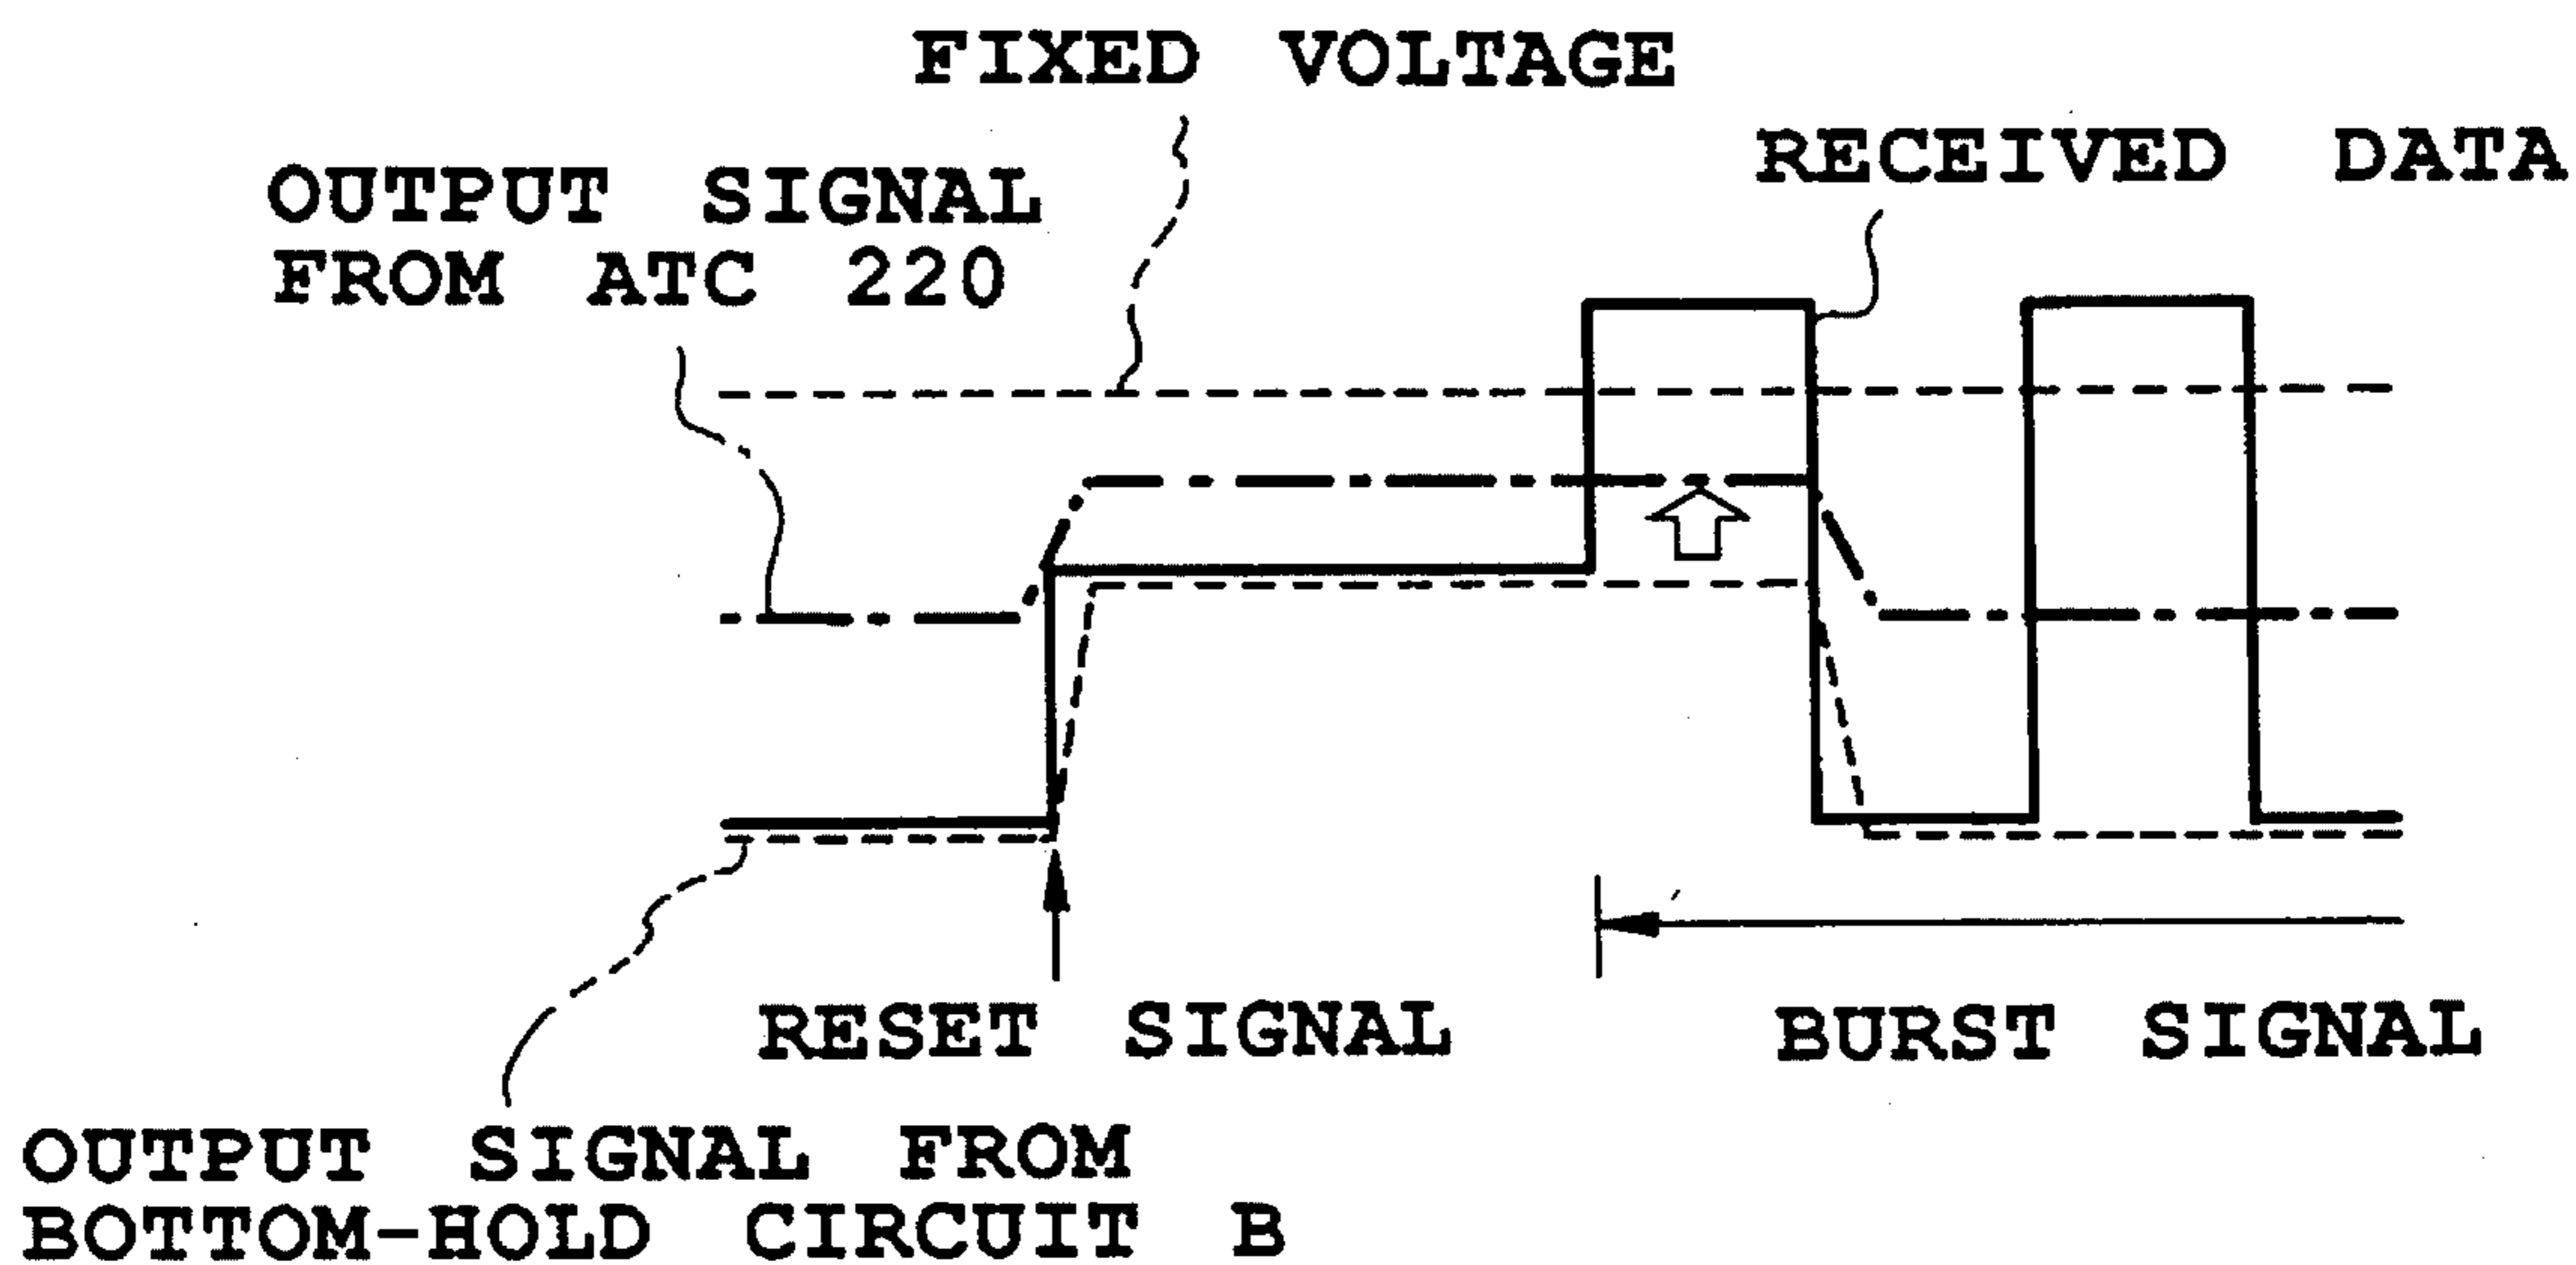 FIXED VOLTAGE
RECEIVED DATA
OUTPUT SIGNAL
FROM ATC 220
RESET SIGNAL
BURST SIGNAL
OUTPUT SIGNAL FROM
BOTTOM-HOLD CIRCUIT B